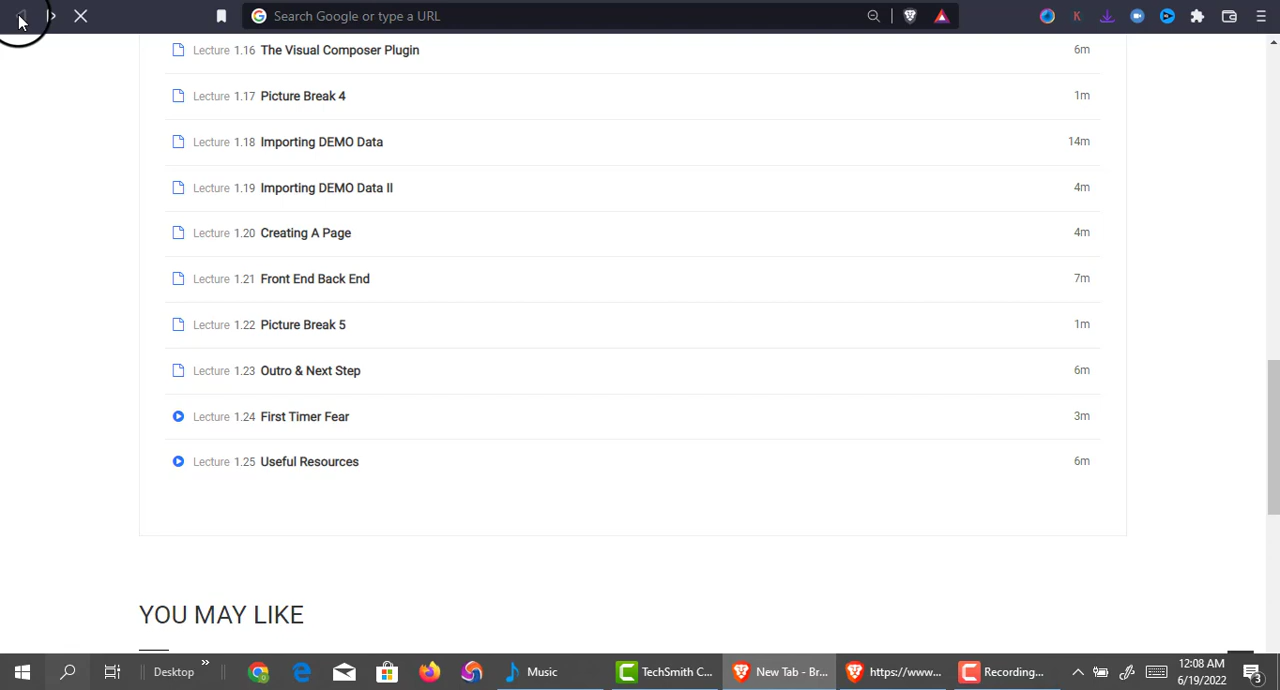 Search Google or type a URL
Lecture 1.16 The Visual Composer Plugin 6m
Lecture 1.17 Picture Break 4 1m
Lecture 1.18 Importing DEMO Data 14m
Lecture 1.19 Importing DEMO Data II 4m
Lecture 1.20 Creating A Page 4m
Lecture 1.21 Front End Back End 7m
Lecture 1.22 Picture Break 5 1m
Lecture 1.23 Outro & Next Step 6m
Lecture 1.24 First Timer Fear 3m
Lecture 1.25 Useful Resources 6m
YOU MAY LIKE
Desktop » Music TechSmith C... New Tab - Br... https://www... Recording... 12:08 AM
6/19/2022 3